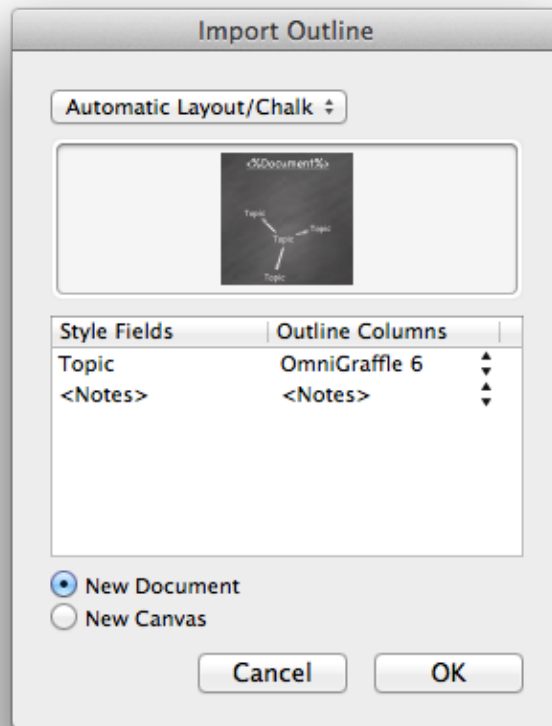 Import Outline
Automatic Layout/Chalk
<%Document%>
Topic
Topic
Topic
Topic
Style Fields Outline Columns
Topic OmniGraffle 6
<Notes> <Notes>
New Document
New Canvas
Cancel OK